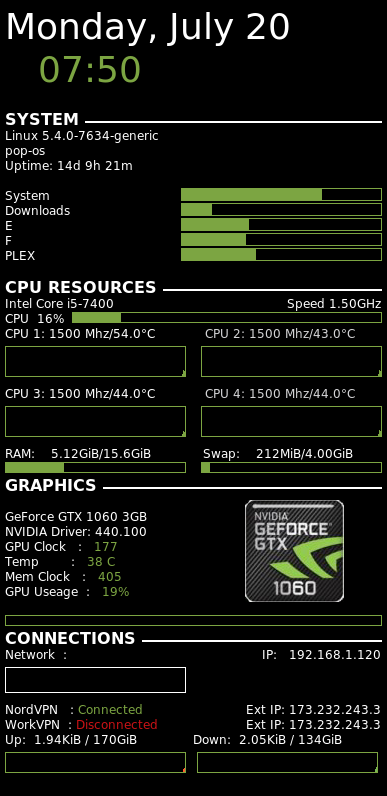 Monday, July 20
07:50
SYSTEM
Linux 5.4.0-7634-generic
pop-os
Uptime: 14d 9h 21m
System
Downloads
E
F
PLEX
CPU RESOURCES
Intel Core i5-7400 Speed 1.50GHz
CPU 16%
CPU 1: 1500 Mhz/54.0°C CPU 2: 1500 Mhz/43.0°C
CPU 3: 1500 Mhz/44.0°C CPU 4: 1500 Mhz/44.0°C
RAM: 5.12GiB/15.6GiB Swap: 212MiB/4.00GiB
GRAPHICS
GeForce GTX 1060 3GB
NVIDIA Driver: 440.100
GPU Clock : 177
Temp : 38 C
Mem Clock : 405
GPU Useage : 19%
NVIDIA
GEFORCE
GTX
1060
CONNECTIONS
Network : IP: 192.168.1.120
NordVPN : Connected Ext IP: 173.232.243.3
WorkVPN : Disconnected Ext IP: 173.232.243.3
Up: 1.94KiB / 170GiB Down: 2.05KiB / 134GiB